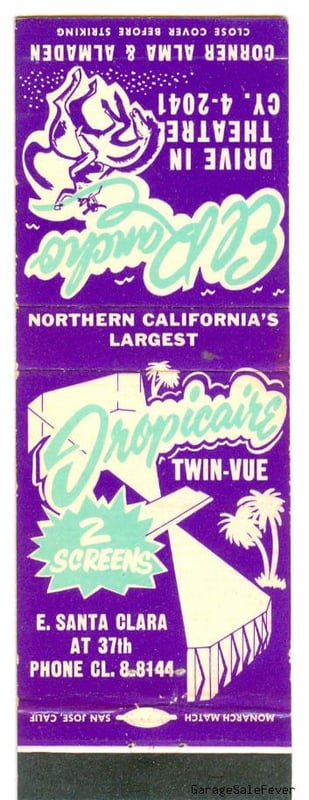 CLOSE COVER BEFORE STRIKING
CORNER ALMA & ALMADEN
DRIVE IN
THEATRE
CY. 4-2041
El Rancho
NORTHERN CALIFORNIA'S
LARGEST
Tropicaire
TWIN-VUE
2
SCREENS
E. SANTA CLARA
AT 37th
PHONE CL. 8-8144
MONARCH MATCH SAN JOSE CALIF
GarageSaleFever